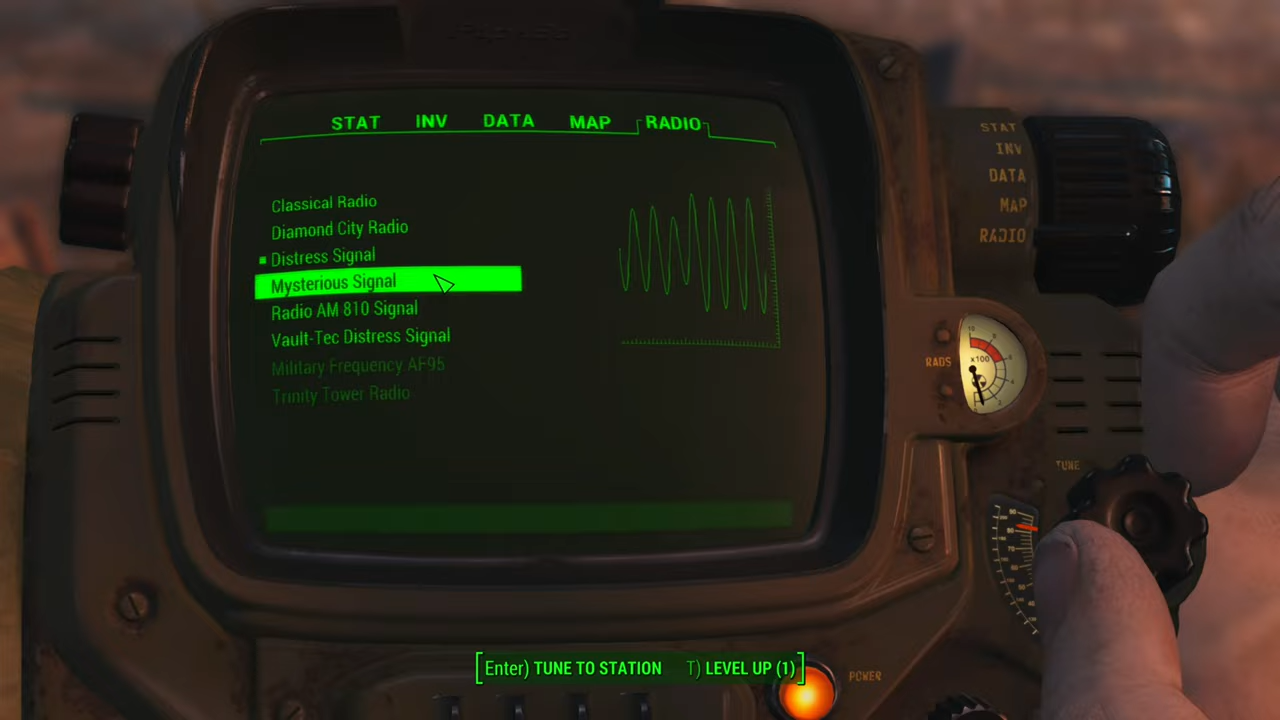 STAT INV DATA MAP RADIO
Classical Radio
Diamond City Radio
Distress Signal
Mysterious Signal
Radio AM 810 Signal
Vault-Tec Distress Signal
Military Frequency AF95
Trinity Tower Radio
STAT
INV
DATA
MAP
RADIO
RADS
x100
TUNE
[Enter) TUNE TO STATION T) LEVEL UP (1)]
POWER